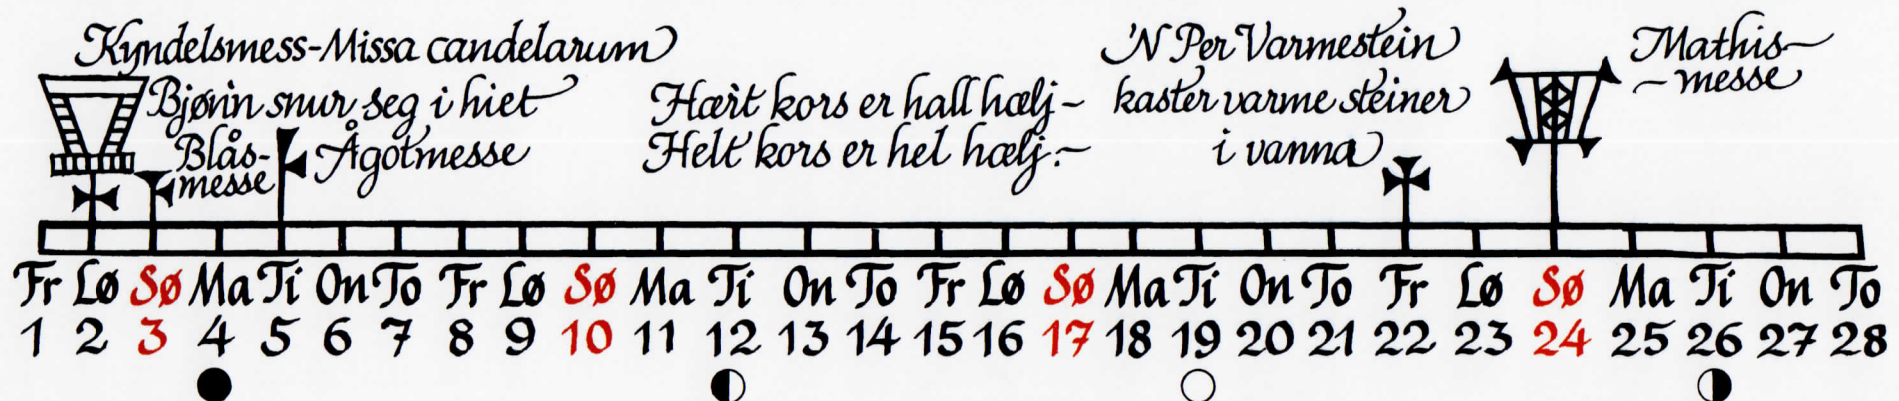 Kyndelsmess-Missa candelarum
Bjønn snur seg i hiet
Blås-
messe
Ågotmesse
Hært kors er hall hælj-
Helt kors er hel hælj:-
'N Per Varmestein
kaster varme steiner
i vanna
Mathis-
-messe
Fr Lø Sø Ma Ti On To Fr Lø Sø Ma Ti On To Fr Lø Sø Ma Ti On To Fr Lø Sø Ma Ti On To
1 2 3 4 5 6 7 8 9 10 11 12 13 14 15 16 17 18 19 20 21 22 23 24 25 26 27 28